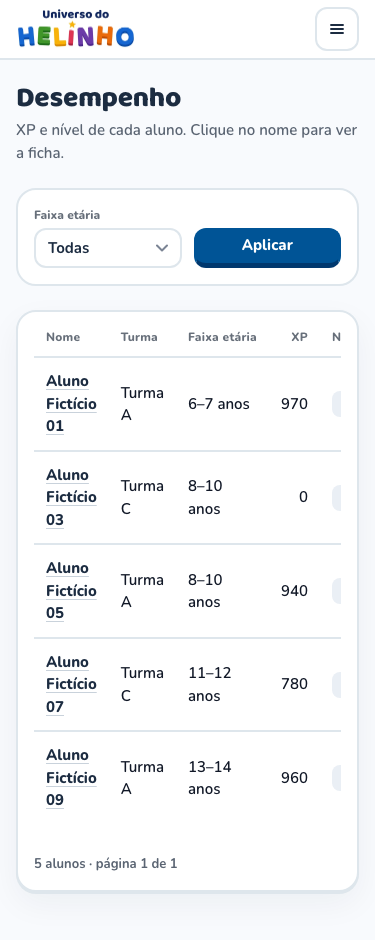 Universo do
HELINHO
Desempenho
XP e nível de cada aluno. Clique no nome para ver
a ficha.
Faixa etária
Todas
Aplicar
Nome Turma Faixa etária XP N
Aluno
Fictício
01
Turma
A
6–7 anos
970
Aluno
Fictício
03
Turma
C
8–10
anos
0
Aluno
Fictício
05
Turma
A
8–10
anos
940
Aluno
Fictício
07
Turma
C
11–12
anos
780
Aluno
Fictício
09
Turma
A
13–14
anos
960
5 alunos · página 1 de 1